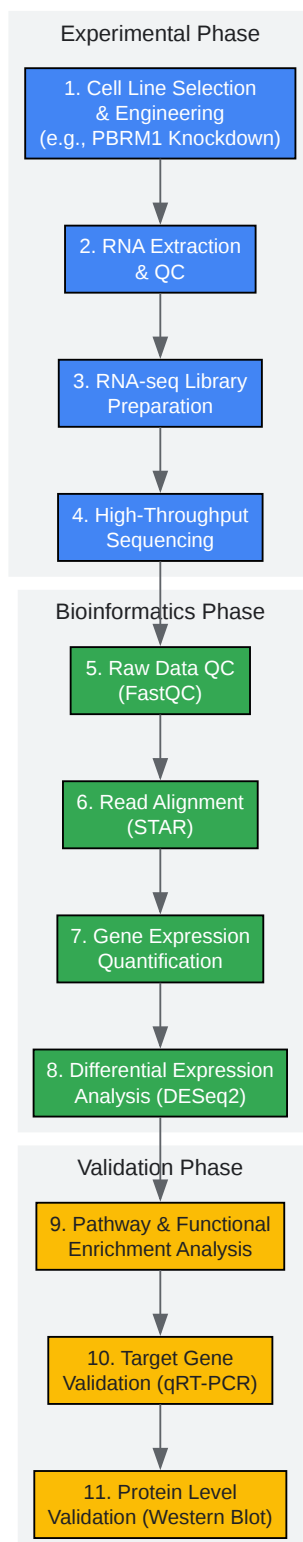 Experimental Phase
1. Cell Line Selection
& Engineering
(e.g., PBRM1 Knockdown)
2. RNA Extraction
& QC
3. RNA-seq Library
Preparation
4. High-Throughput
Sequencing
Bioinformatics Phase
5. Raw Data QC
(FastQC)
6. Read Alignment
(STAR)
7. Gene Expression
Quantification
8. Differential Expression
Analysis (DESeq2)
Validation Phase
9. Pathway & Functional
Enrichment Analysis
10. Target Gene
Validation (qRT-PCR)
11. Protein Level
Validation (Western Blot)